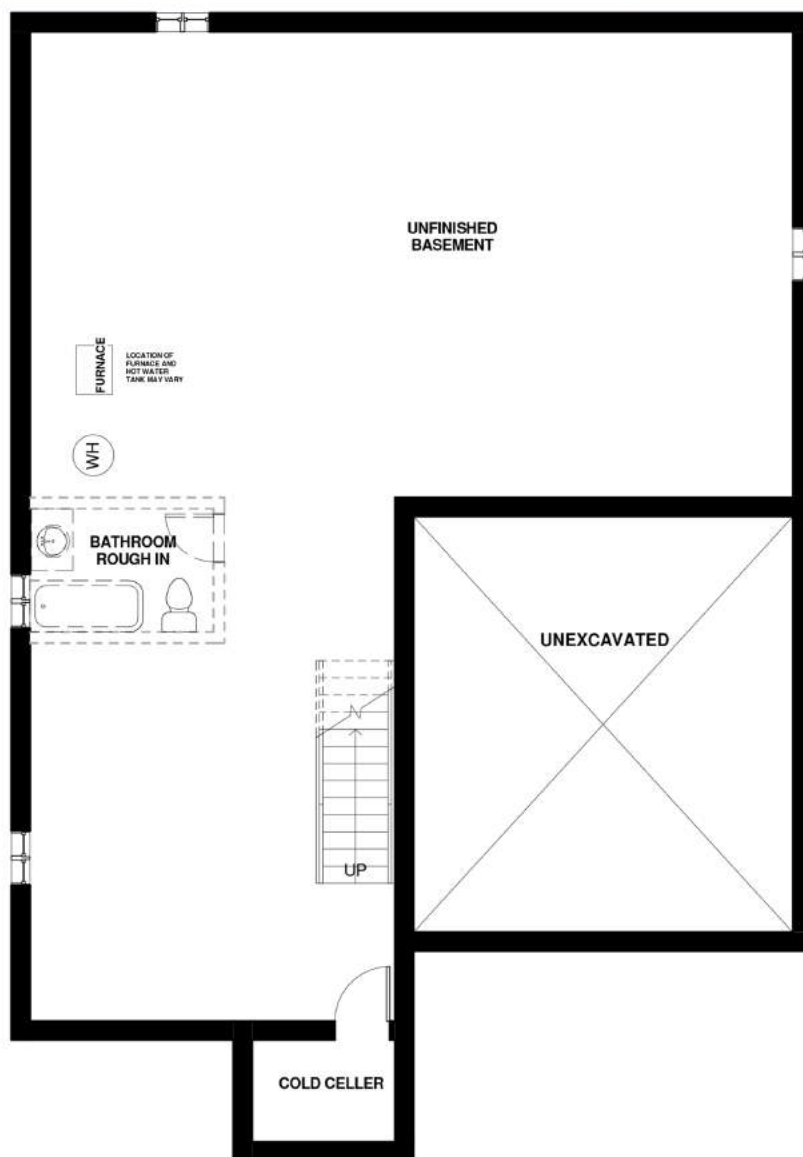 UNFINISHED
BASEMENT
FURNACE
LOCATION OF
FURNACE AND
HOT WATER
TANK MAY VARY
WH
BATHROOM
ROUGH IN
UNEXCAVATED
UP
COLD CELLER